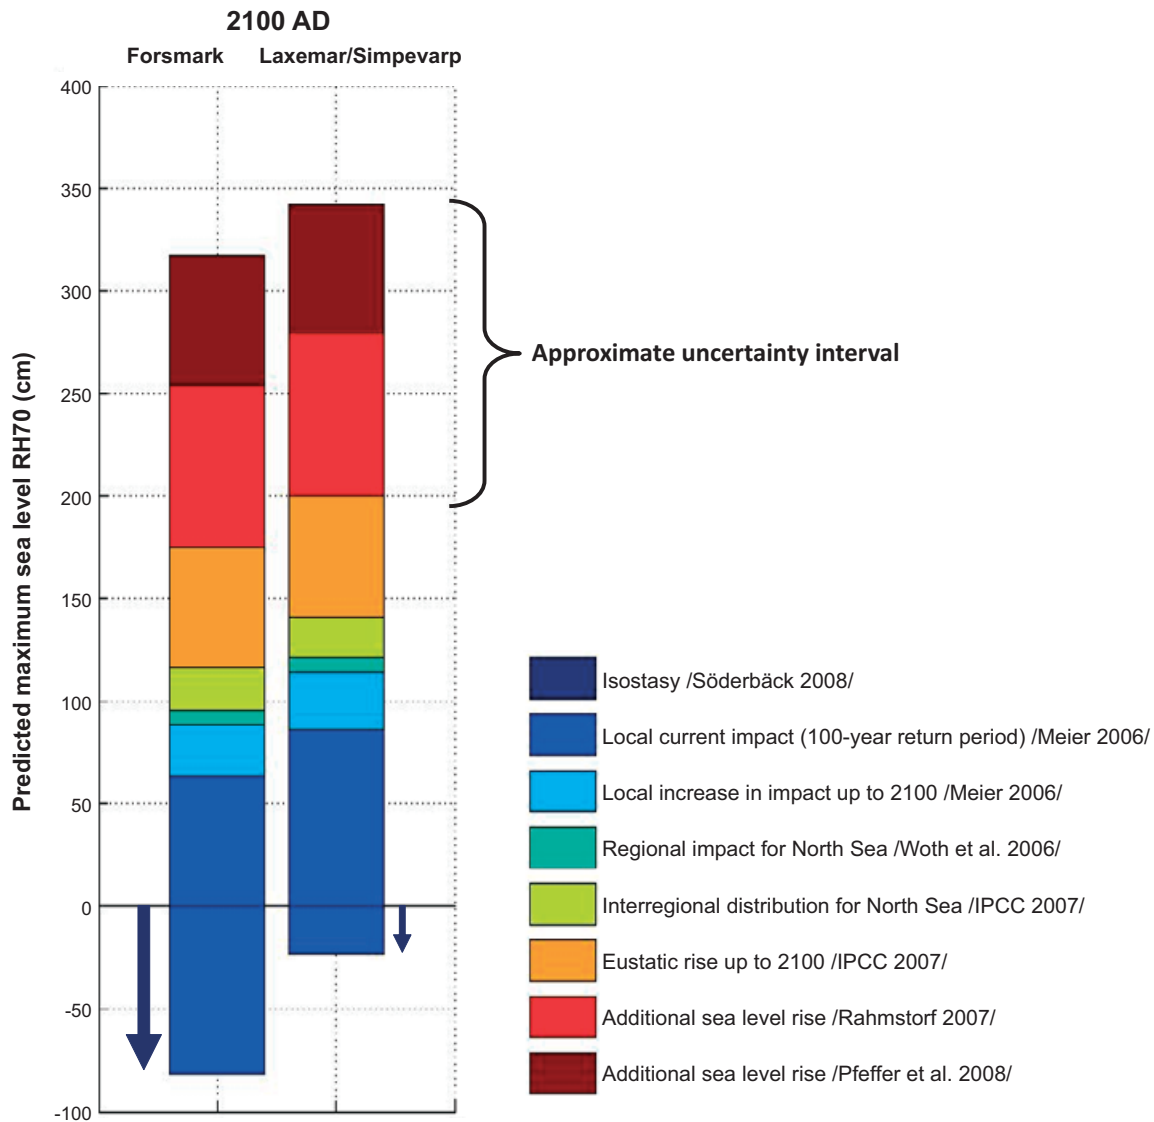 2100 AD
Forsmark Laxemar/Simpevarp
400
350
300
250
200
150
100
50
0
-50
-100
Predicted maximum sea level RH70 (cm)
Approximate uncertainty interval
Isostasy /Söderbäck 2008/
Local current impact (100-year return period) /Meier 2006/
Local increase in impact up to 2100 /Meier 2006/
Regional impact for North Sea /Woth et al. 2006/
Interregional distribution for North Sea /IPCC 2007/
Eustatic rise up to 2100 /IPCC 2007/
Additional sea level rise /Rahmstorf 2007/
Additional sea level rise /Pfeffer et al. 2008/